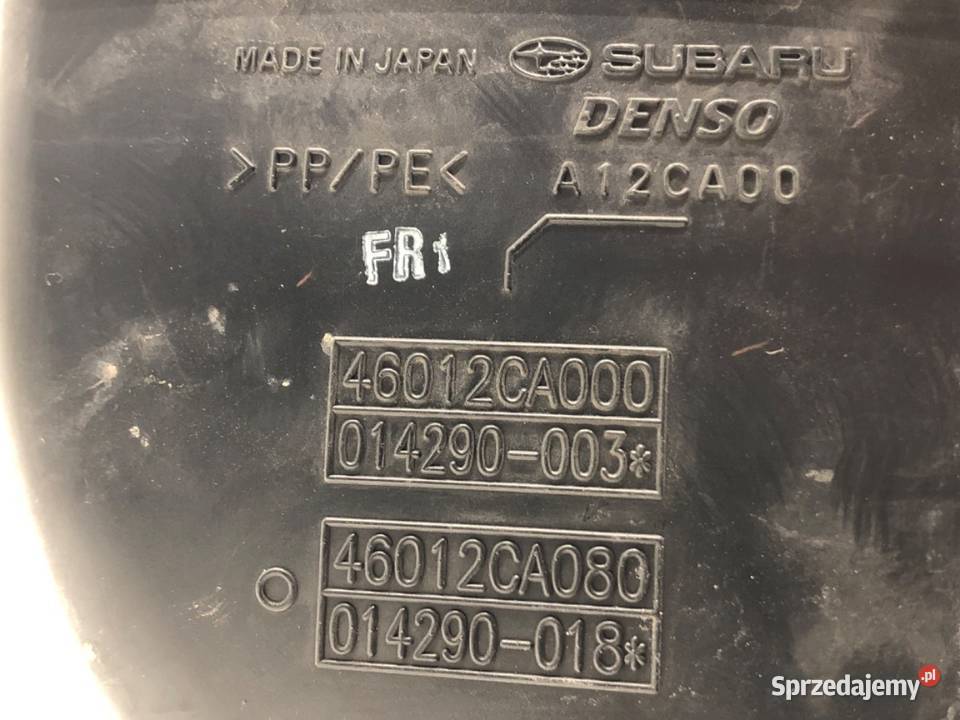 MADE IN JAPAN SUBARU
DENSO
>PP/PE< A12CA00
FR1
46012CA000
014290-003*
46012CA080
014290-018*
Sprzedajemy.pl